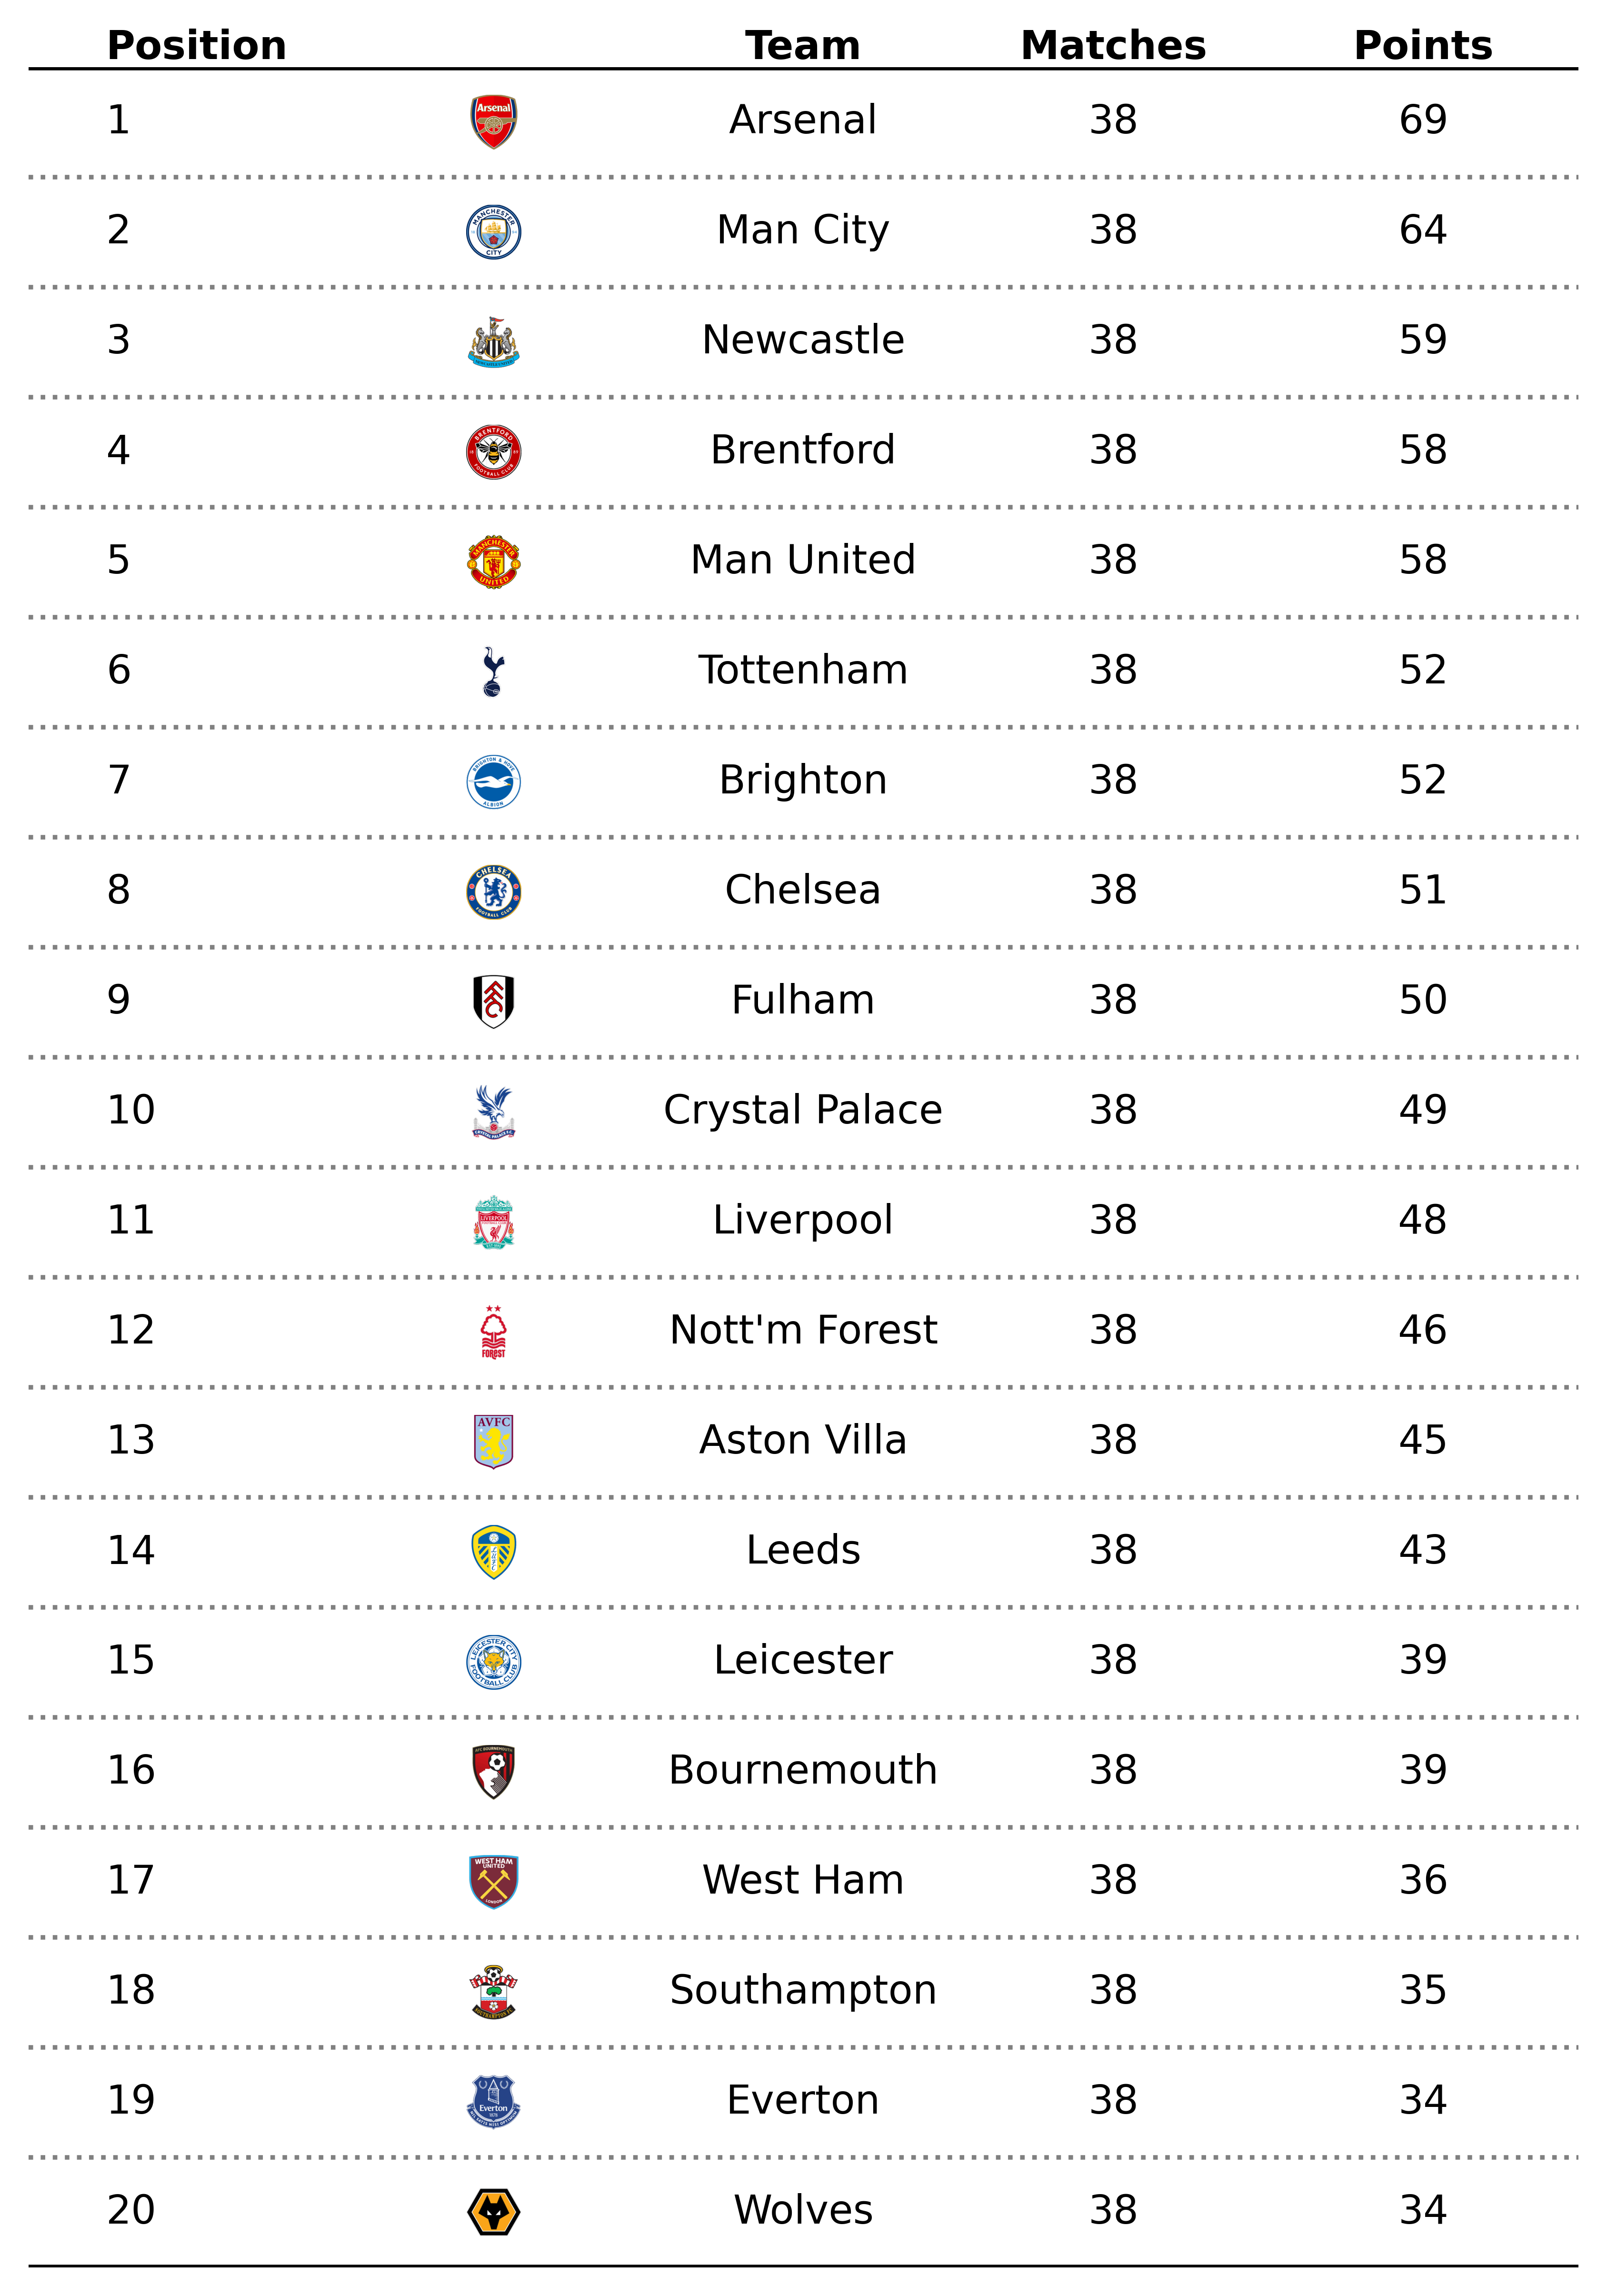 Position Team Matches Points
1 Arsenal Arsenal 38 69
2 MANCHESTER CITY Man City 38 64
3 Newcastle 38 59
4 BRENTFORD FOOTBALL CLUB Brentford 38 58
5 MANCHESTER UNITED Man United 38 58
6 Tottenham 38 52
7 BRIGHTON & HOVE ALBION Brighton 38 52
8 CHELSEA FOOTBALL CLUB Chelsea 38 51
9 FFC Fulham 38 50
10 Crystal Palace 38 49
11 LIVERPOOL Liverpool 38 48
12 FOREST Nott'm Forest 38 46
13 AVFC Aston Villa 38 45
14 LUFC Leeds 38 43
15 LEICESTER CITY FOOTBALL CLUB Leicester 38 39
16 AFC BOURNEMOUTH Bournemouth 38 39
17 WEST HAM UNITED LONDON West Ham 38 36
18 Southampton 38 35
19 Everton 1878 Everton 38 34
20 Wolves 38 34